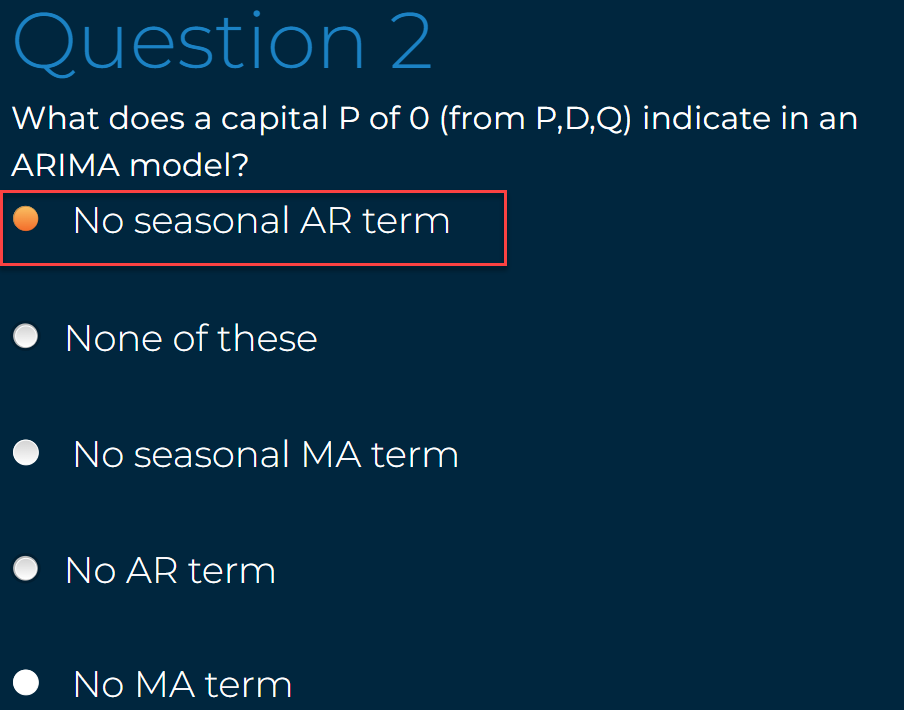 Question 2
What does a capital P of 0 (from P,D,Q) indicate in an
ARIMA model?
No seasonal AR term
None of these
No seasonal MA term
No AR term
No MA term